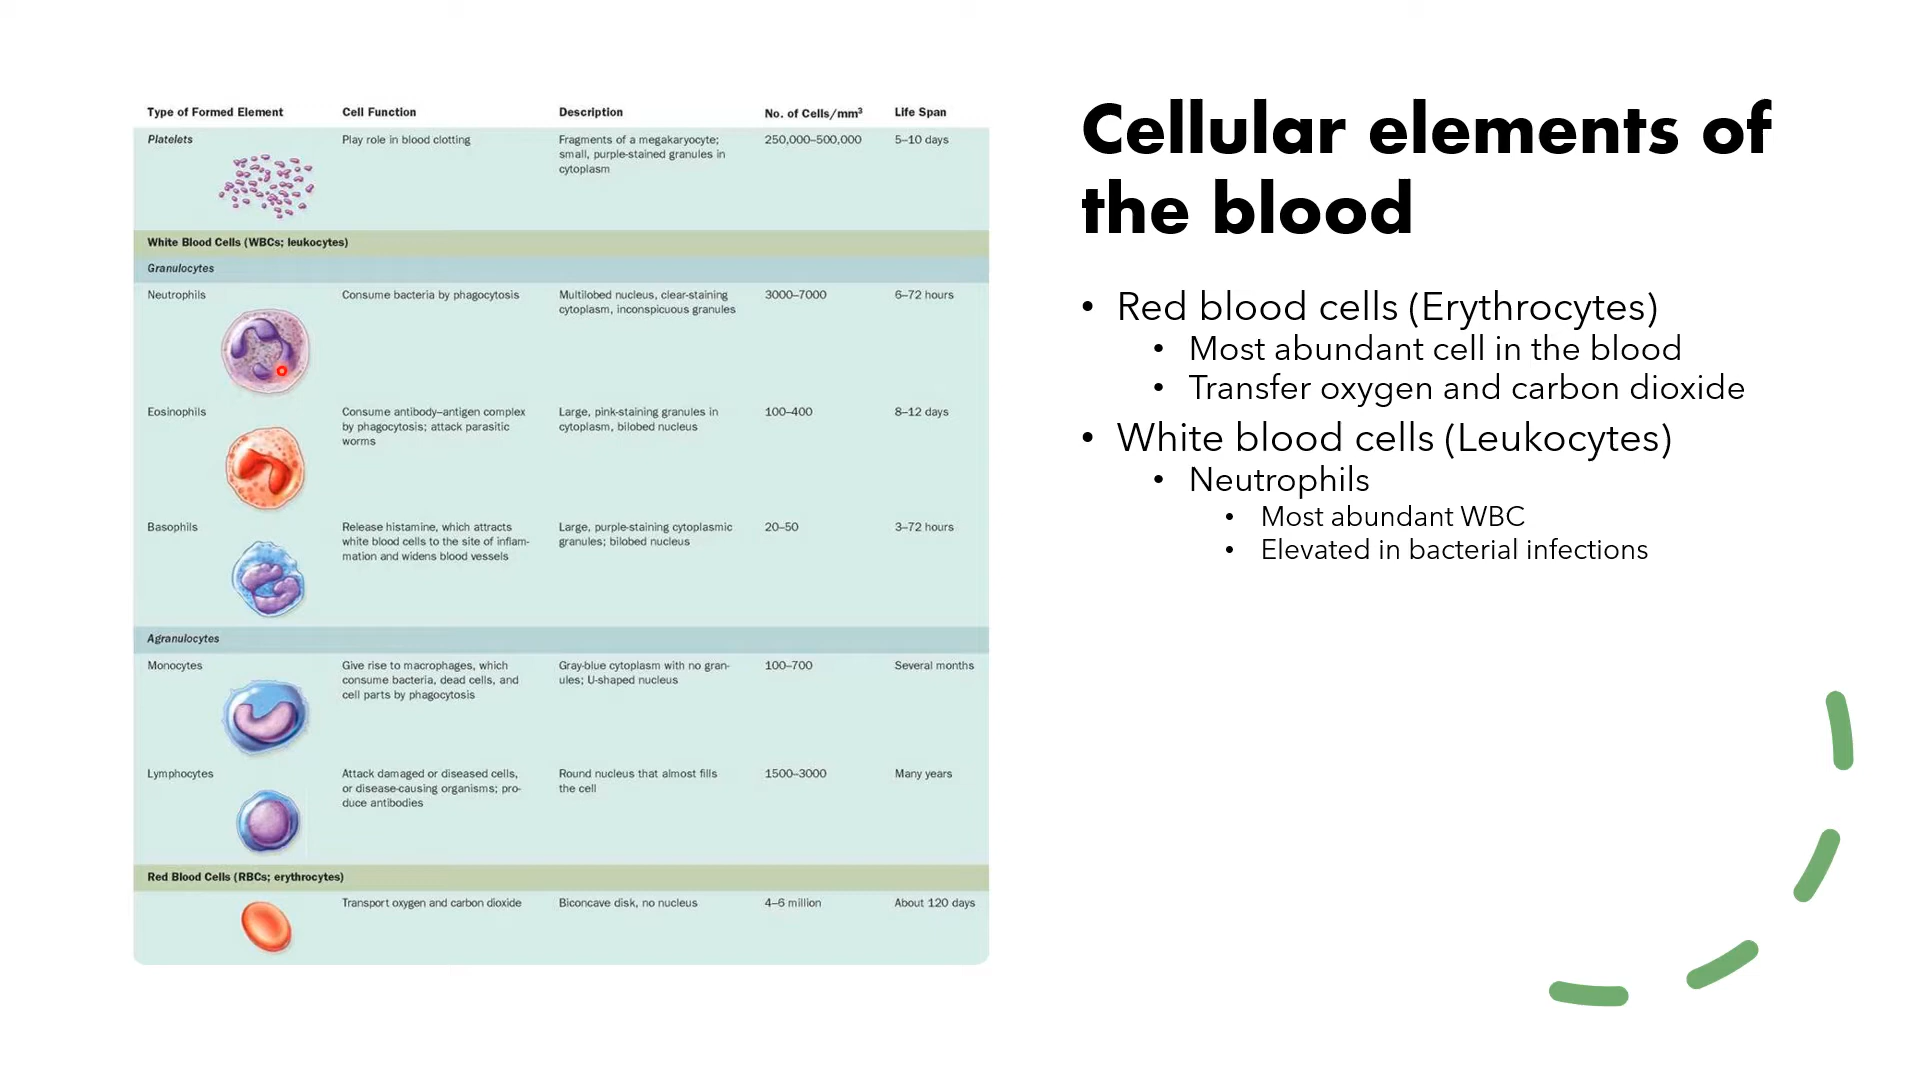 Type of Formed Element Cell Function Description No. of Cells/mm³ Life Span
Platelets Play role in blood clotting Fragments of a megakaryocyte; 250,000–500,000 5–10 days
small, purple-stained granules in
cytoplasm
White Blood Cells (WBCs; leukocytes)
Granulocytes
Neutrophils Consume bacteria by phagocytosis Multilobed nucleus, clear-staining 3000–7000 6–72 hours
cytoplasm, inconspicuous granules
Eosinophils Consume antibody–antigen complex Large, pink-staining granules in 100–400 8–12 days
by phagocytosis; attack parasitic cytoplasm, bilobed nucleus
worms
Basophils Release histamine, which attracts Large, purple-staining cytoplasmic 20–50 3–72 hours
white blood cells to the site of inflam- granules; bilobed nucleus
mation and widens blood vessels
Agranulocytes
Monocytes Give rise to macrophages, which Gray-blue cytoplasm with no gran- 100–700 Several months
consume bacteria, dead cells, and ules; U-shaped nucleus
cell parts by phagocytosis
Lymphocytes Attack damaged or diseased cells, Round nucleus that almost fills 1500–3000 Many years
or disease-causing organisms; pro- the cell
duce antibodies
Red Blood Cells (RBCs; erythrocytes)
Transport oxygen and carbon dioxide Biconcave disk, no nucleus 4–6 million About 120 days
Cellular elements of
the blood
• Red blood cells (Erythrocytes)
• Most abundant cell in the blood
• Transfer oxygen and carbon dioxide
• White blood cells (Leukocytes)
• Neutrophils
• Most abundant WBC
• Elevated in bacterial infections